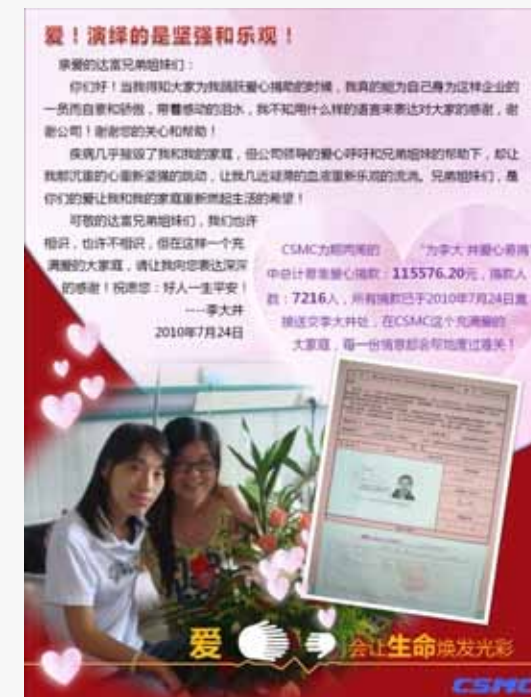 爱！演绎的是坚强和乐观！
亲爱的达富兄弟姐妹们：
你们好！当我得知大家为我踊跃爱心捐助的时候，我真的能为自己身为这样企业的
一员而自豪和骄傲，带着感动的泪水，我不知用什么样的语言来表达对大家的感谢，谢
谢公司！谢谢您的关心和帮助！
疾病几乎摧毁了我和我的家庭，但公司领导的爱心呼吁和兄弟姐妹的帮助下，却让
我那沉重的心重新坚强的跳动，让我几近凝滞的血液重新乐观的流淌。兄弟姐妹们，是
你们的爱让我和我的家庭重新燃起生活的希望！
可敬的达富兄弟姐妹们，我们也许
相识，也许不相识，但在这样一个充
满爱的大家庭，请让我向您表达深深
的感谢！祝愿您：好人一生平安！
----李大井
2010年7月24日
CSMC为期两周的 “为李大井爱心募捐
中总计募集爱心捐款：115576.20元，捐款人
数：7216人，所有捐款已于2010年7月24日直
接送交李大井处，在CSMC这个充满爱的
大家庭，每一份情意都会帮她度过难关！
爱 会让生命焕发光彩
CSMC